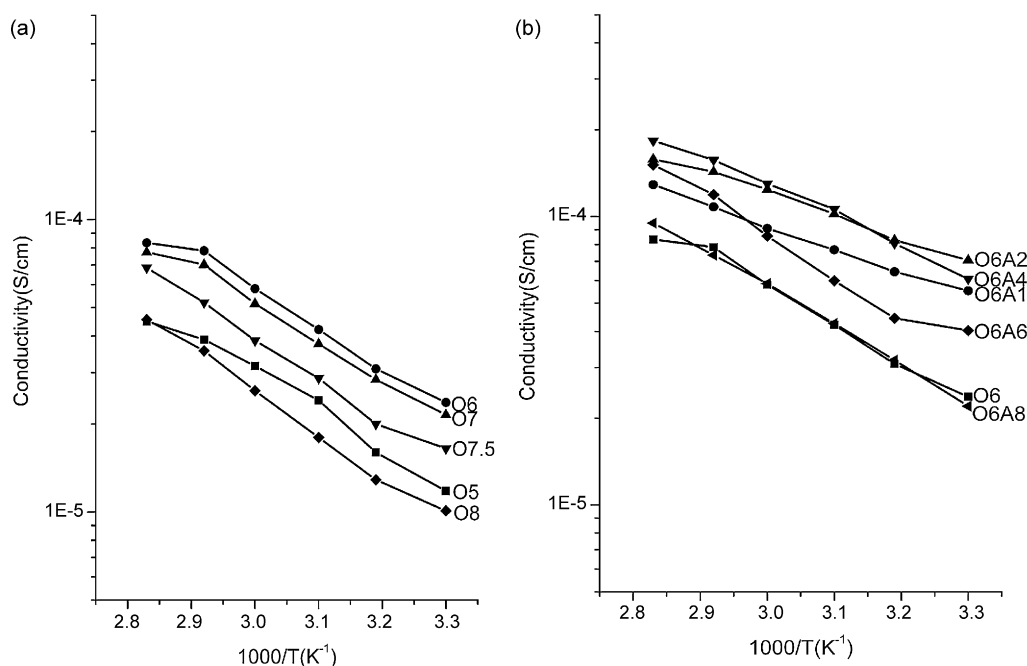 (a)
1E-4
1E-5
Conductivity(S/cm)
O6
O7
O7.5
O5
O8
2.8 2.9 3.0 3.1 3.2 3.3
1000/T(K⁻¹)
(b)
1E-4
1E-5
Conductivity(S/cm)
O6A2
O6A4
O6A1
O6A6
O6
O6A8
2.8 2.9 3.0 3.1 3.2 3.3
1000/T(K⁻¹)